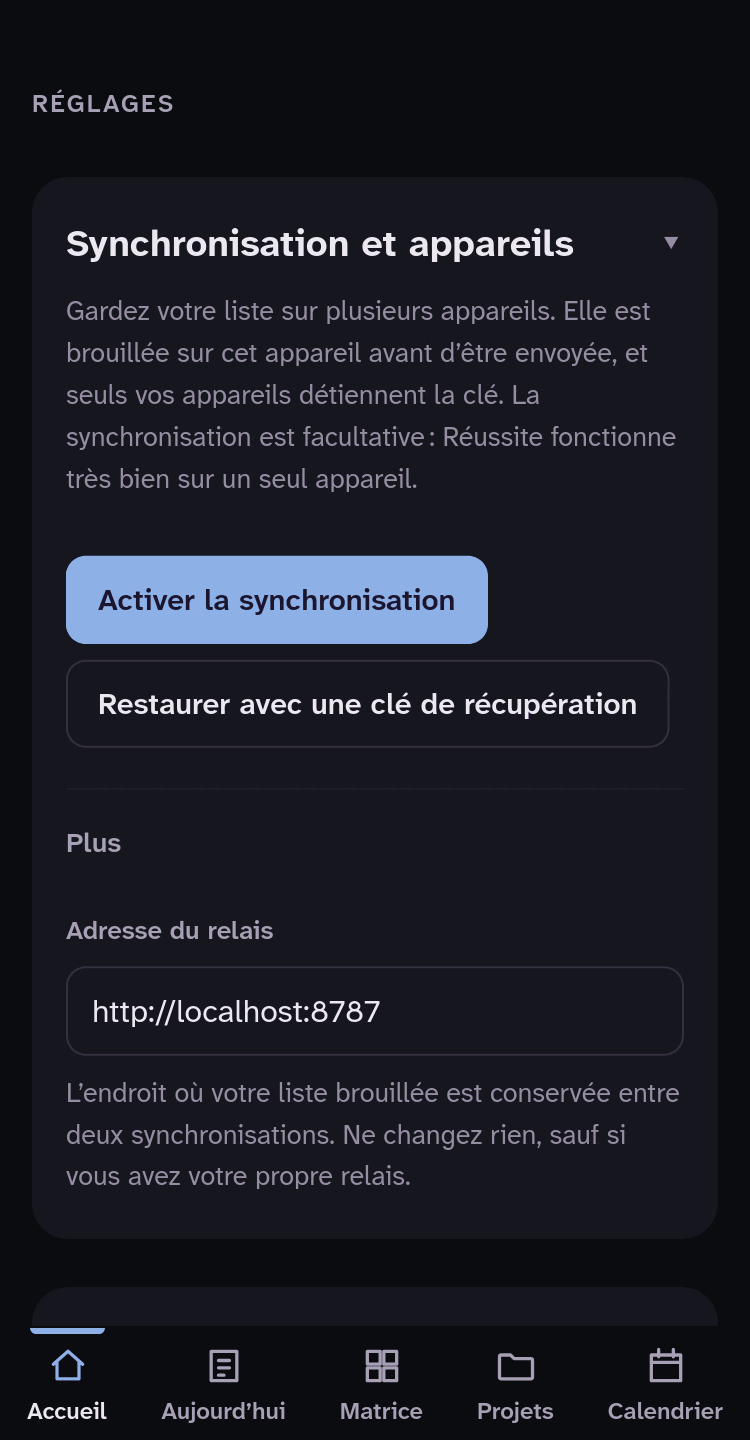 RÉGLAGES
Synchronisation et appareils
Gardez votre liste sur plusieurs appareils. Elle est
brouillée sur cet appareil avant d’être envoyée, et
seuls vos appareils détiennent la clé. La
synchronisation est facultative : Réussite fonctionne
très bien sur un seul appareil.
Activer la synchronisation
Restaurer avec une clé de récupération
Plus
Adresse du relais
http://localhost:8787
L’endroit où votre liste brouillée est conservée entre
deux synchronisations. Ne changez rien, sauf si
vous avez votre propre relais.
Accueil
Aujourd’hui
Matrice
Projets
Calendrier